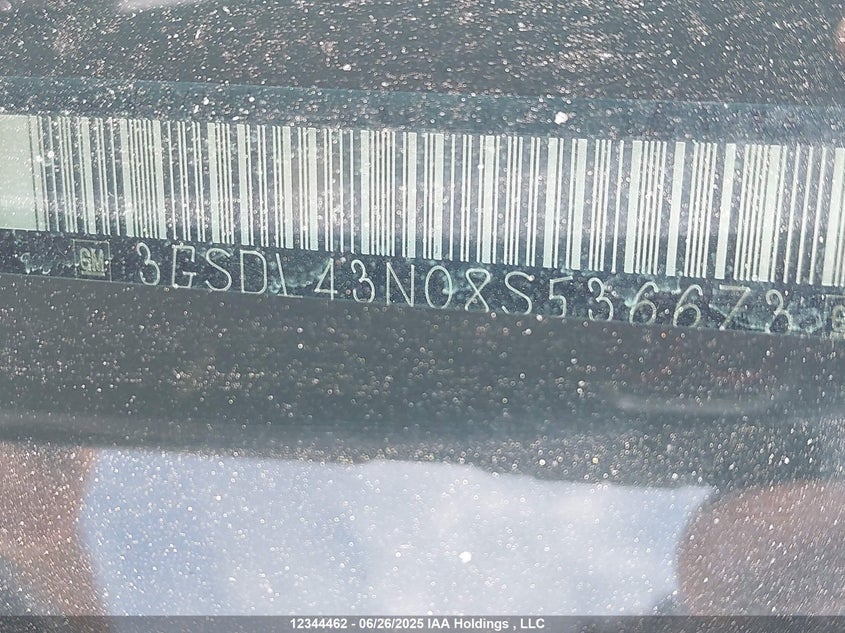 GM 3GSDL43N08S536673 G
12344462 - 06/26/2025 IAA Holdings , LLC